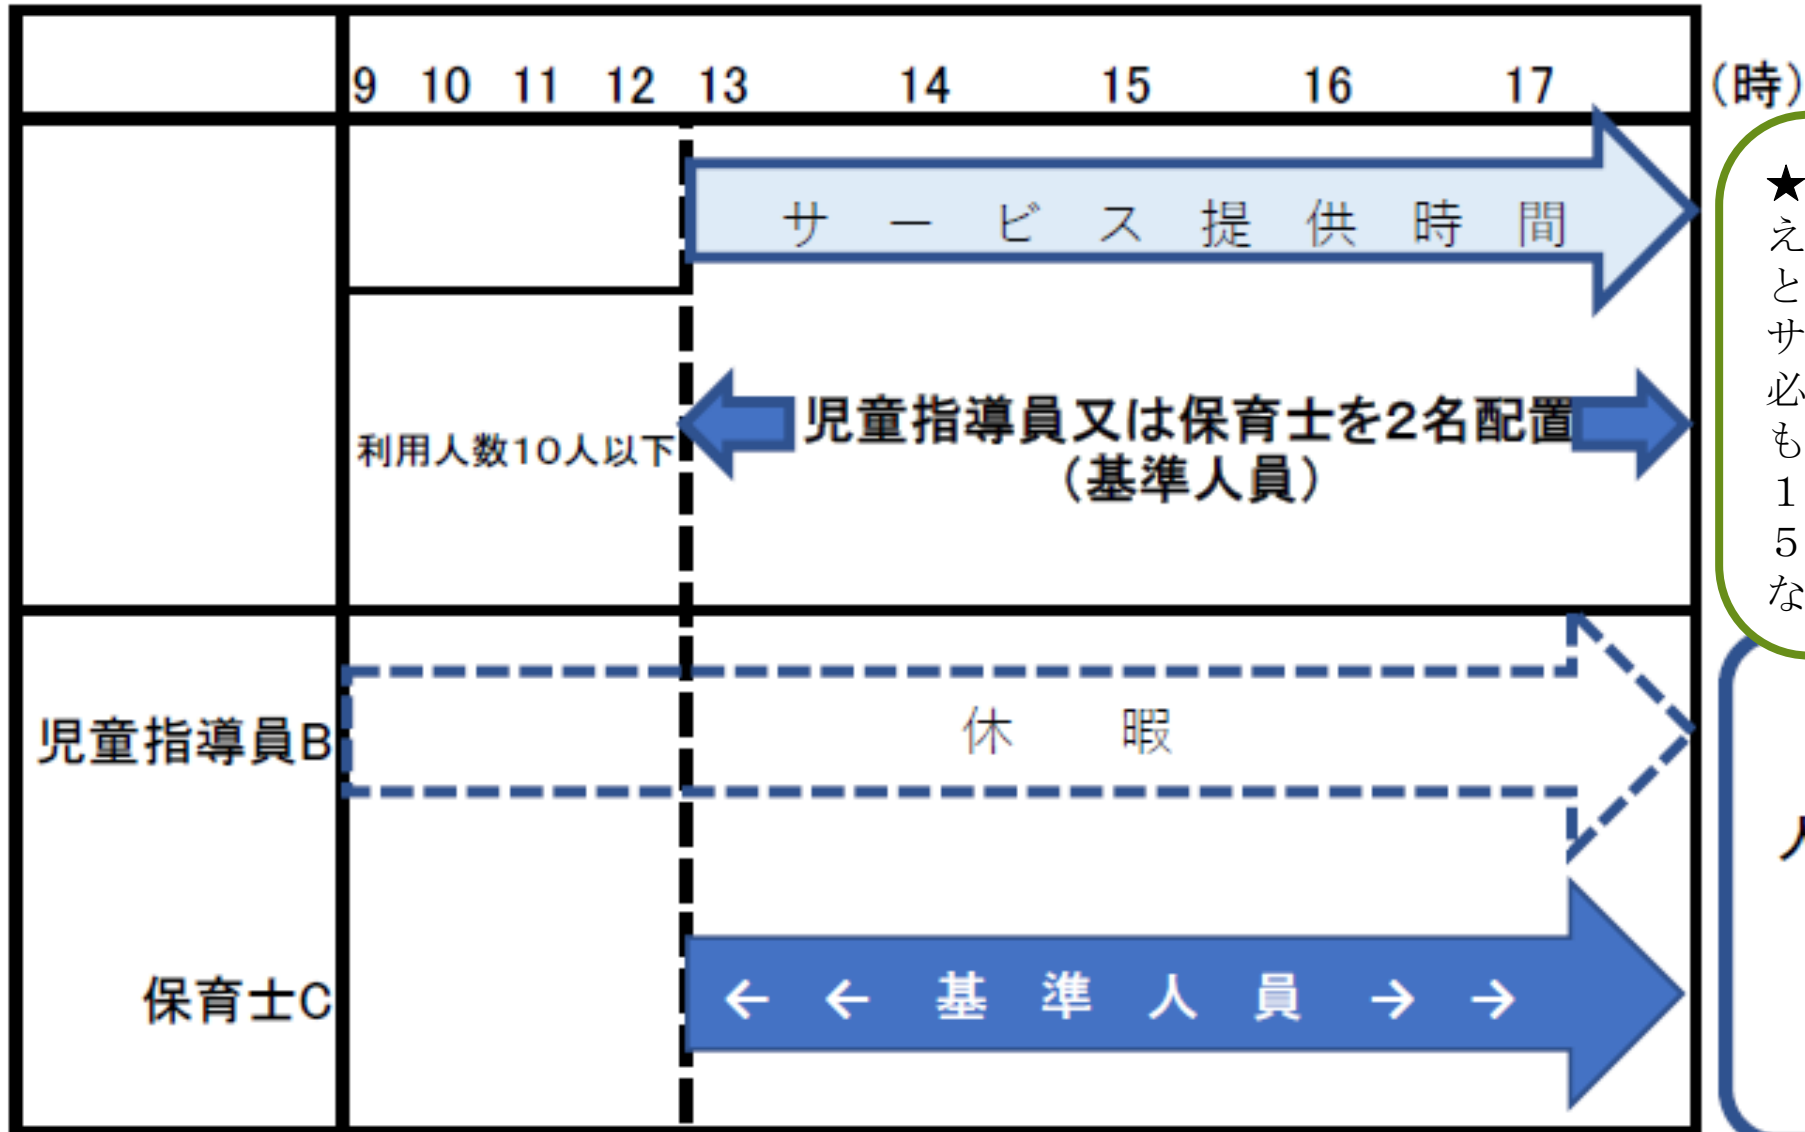 9 10 11 12 13 14 15 16 17 (時)
サービス提供時間
利用人数10人以下
児童指導員又は保育士を2名配置
(基準人員)
児童指導員B
休暇
保育士C
← ← 基準人員 → →
★
え
と
サ
必
も
1
5
な